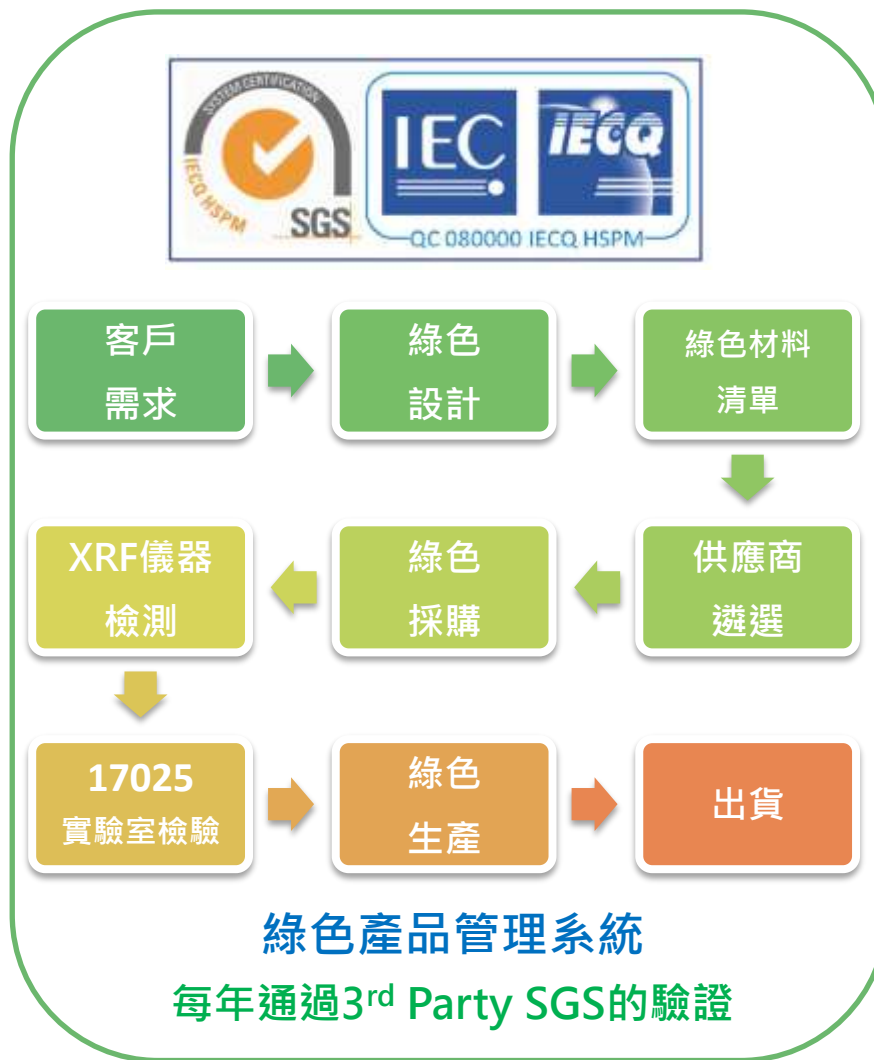 SYSTEM CERTIFICATION
IECQ HSPM
SGS
IEC
IECQ
QC 080000 IECQ HSPM
客戶
需求
綠色
設計
綠色材料
清單
供應商
遴選
綠色
採購
XRF儀器
檢測
17025
實驗室檢驗
綠色
生產
出貨
綠色產品管理系統
每年通過3rd Party SGS的驗證